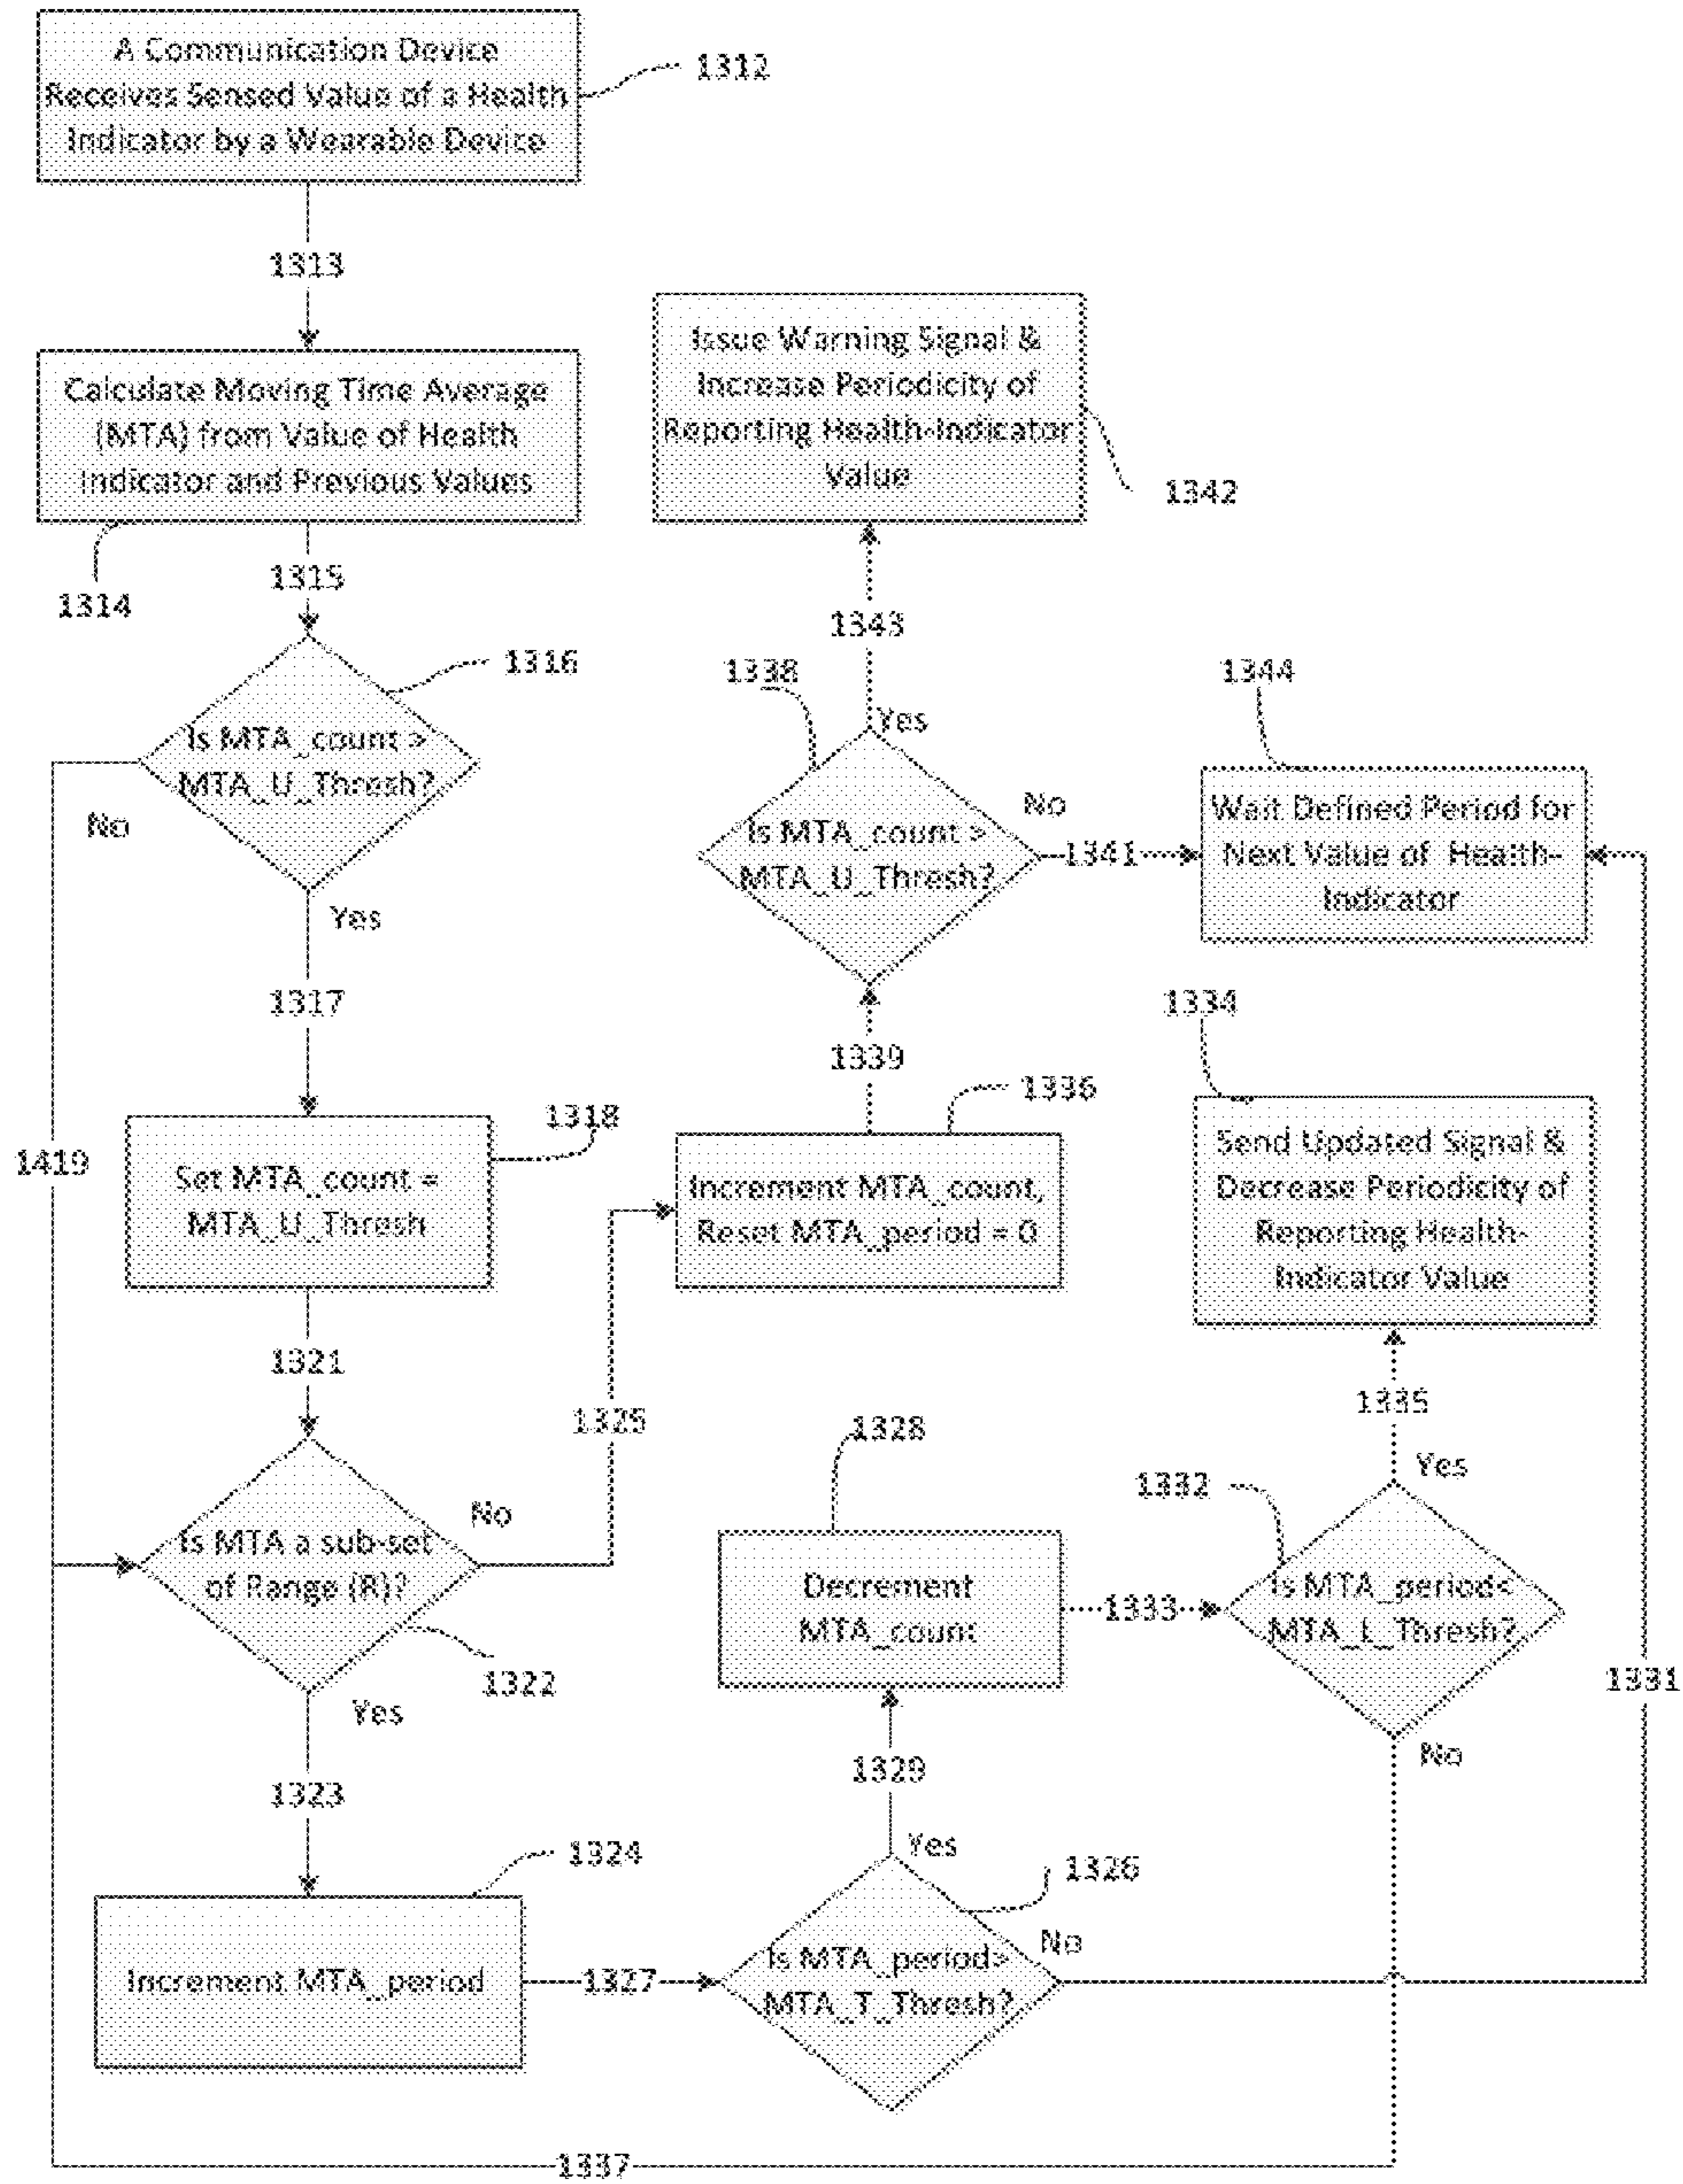 A Communication Device
Receives Sensed Value of a Health
Indicator by a Wearable Device
1312
1313
Calculate Moving Time Average
(MTA) from Value of Health
Indicator and Previous Values
1314
1315
Is MTA_count >
MTA_U_Thresh?
1316
No
Yes
1317
1419
Set MTA_count =
MTA_U_Thresh
1318
1321
Is MTA a sub-set
of Range (R)?
1322
No
Yes
1325
1323
Increment MTA_period
1324
1327
Issue Warning Signal &
Increase Periodicity of
Reporting Health-Indicator
Value
1342
1343
1338
Yes
Is MTA_count >
MTA_U_Thresh?
No
1341
1339
1336
Increment MTA_count,
Reset MTA_period = 0
1344
Wait Defined Period for
Next Value of Health-
Indicator
1334
Send Updated Signal &
Decrease Periodicity of
Reporting Health-
Indicator Value
1335
Yes
1332
Is MTA_period<
MTA_L_Thresh?
No
1331
1328
Decrement
MTA_count
1333
1329
Yes
1326
Is MTA_period>
MTA_T_Thresh?
No
1337